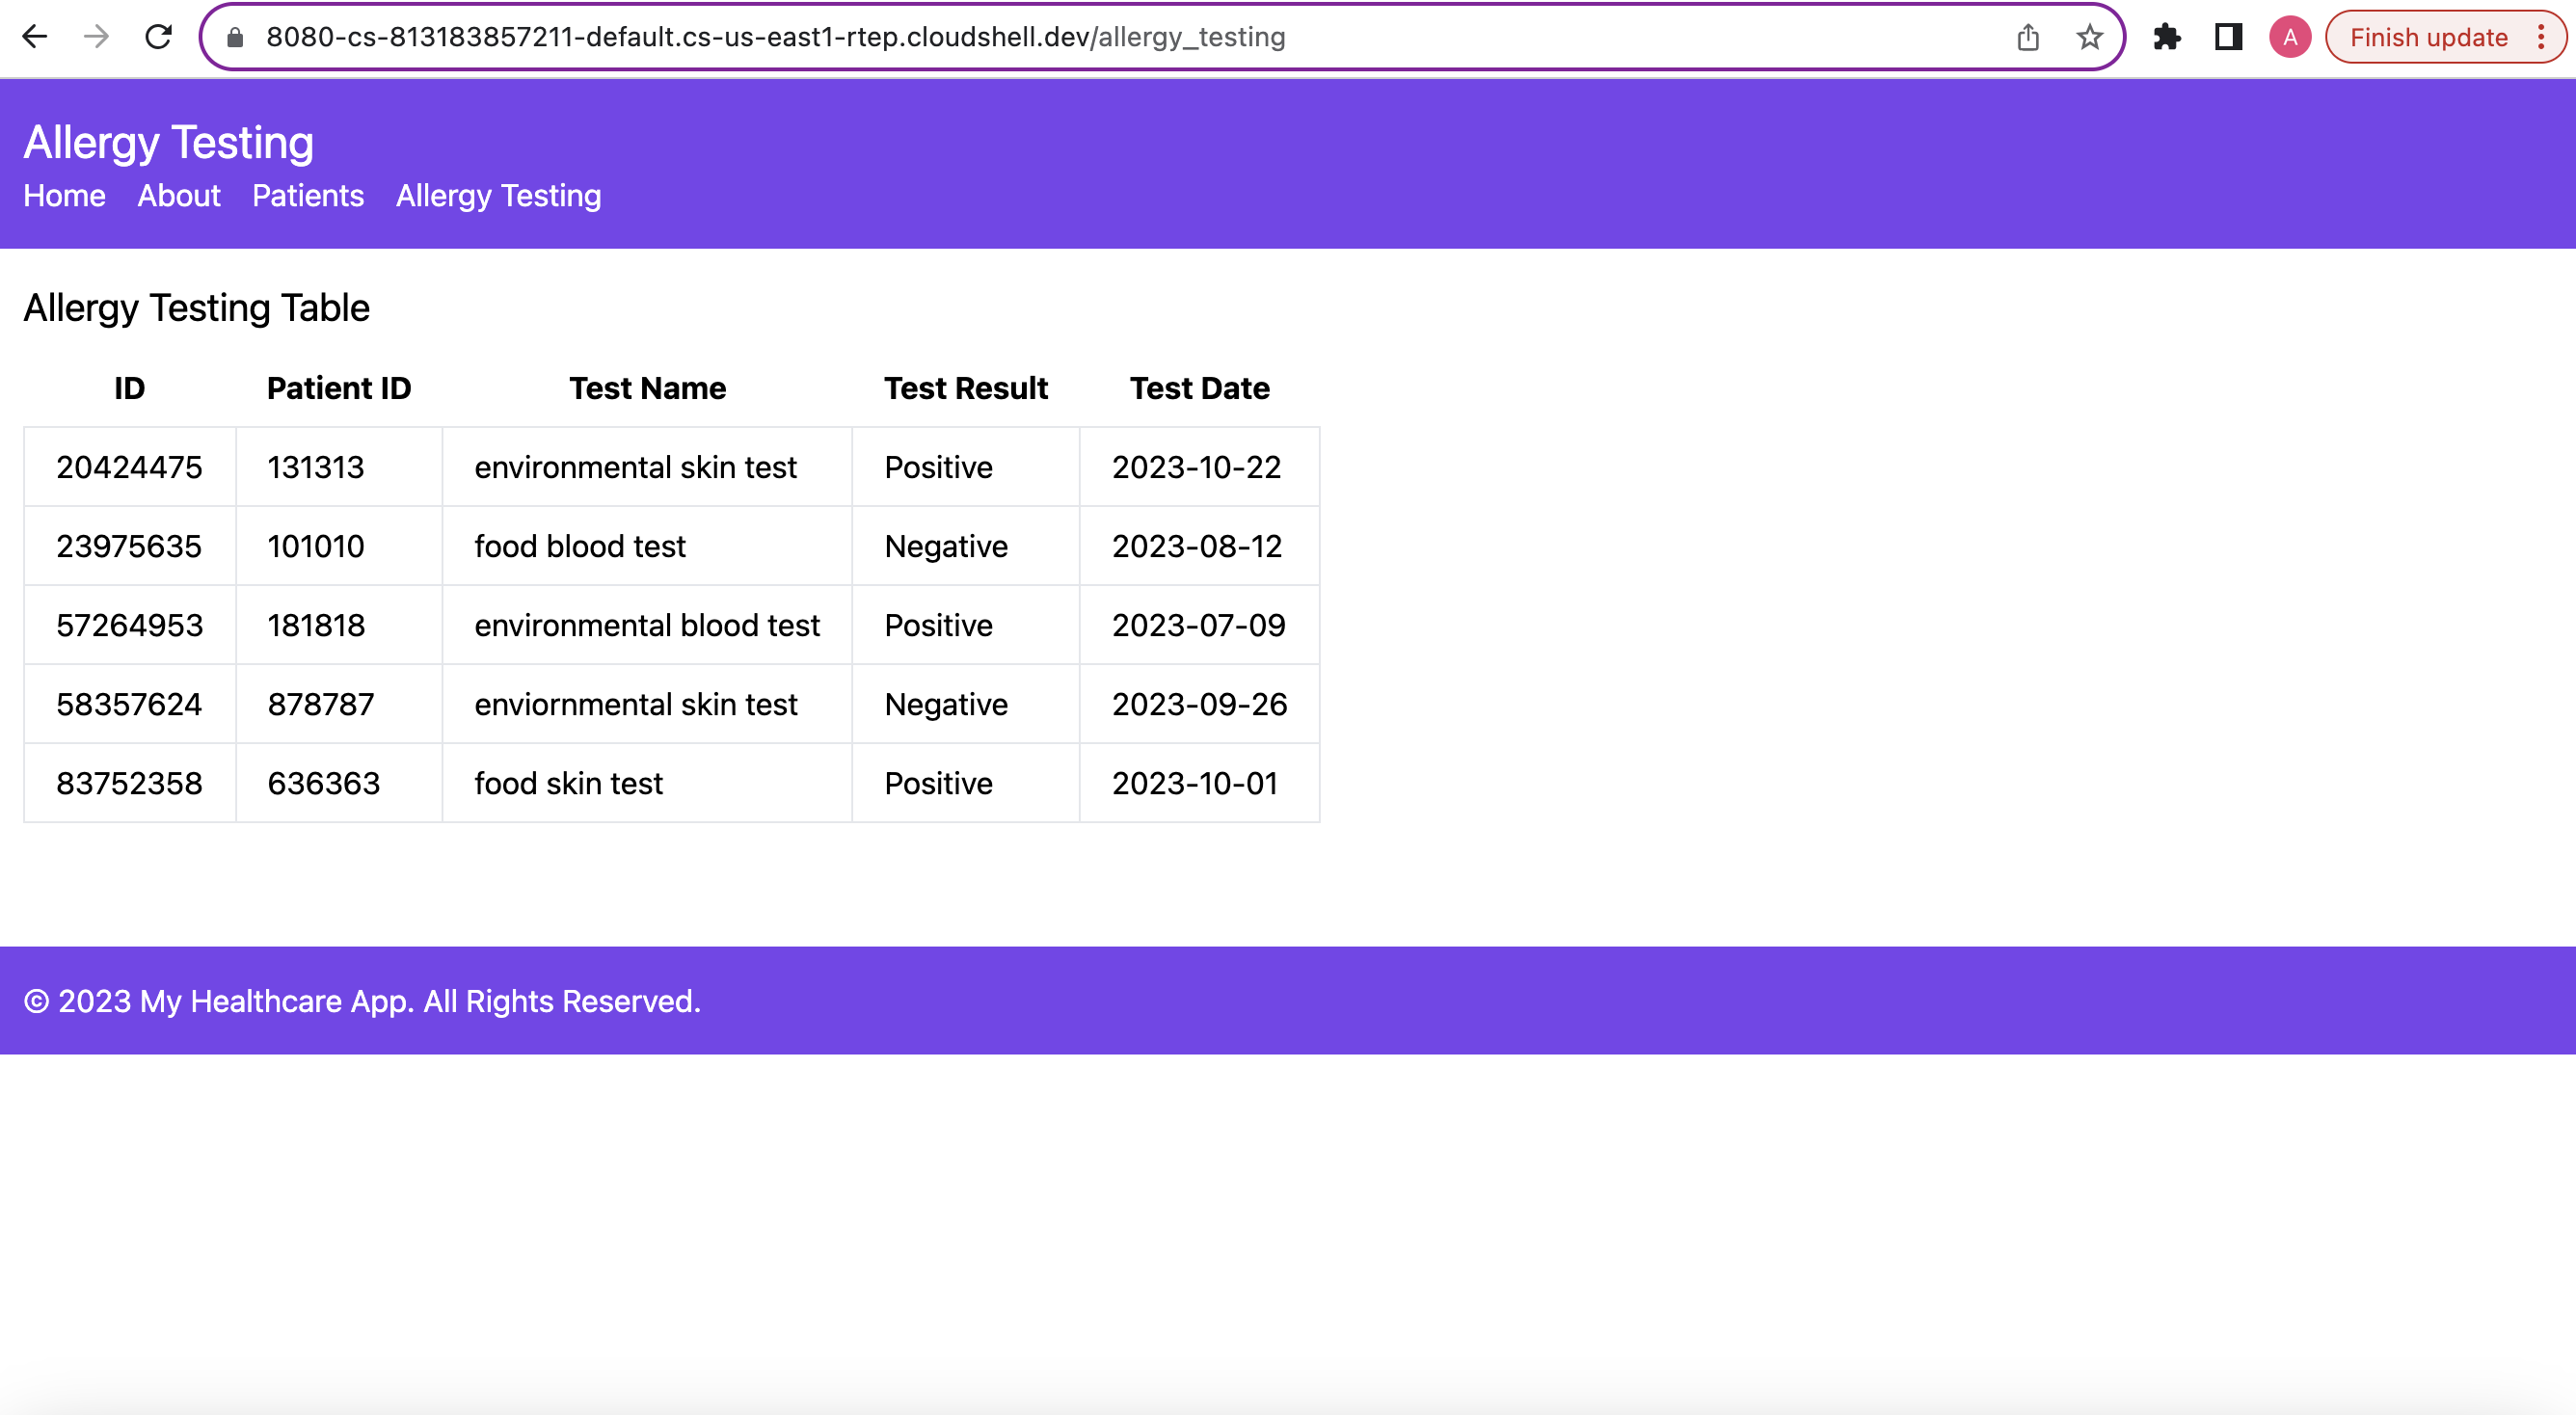 8080-cs-813183857211-default.cs-us-east1-rtep.cloudshell.dev/allergy_testing A Finish update
Allergy Testing
Home About Patients Allergy Testing
Allergy Testing Table
ID Patient ID Test Name Test Result Test Date
20424475 131313 environmental skin test Positive 2023-10-22
23975635 101010 food blood test Negative 2023-08-12
57264953 181818 environmental blood test Positive 2023-07-09
58357624 878787 enviornmental skin test Negative 2023-09-26
83752358 636363 food skin test Positive 2023-10-01
© 2023 My Healthcare App. All Rights Reserved.